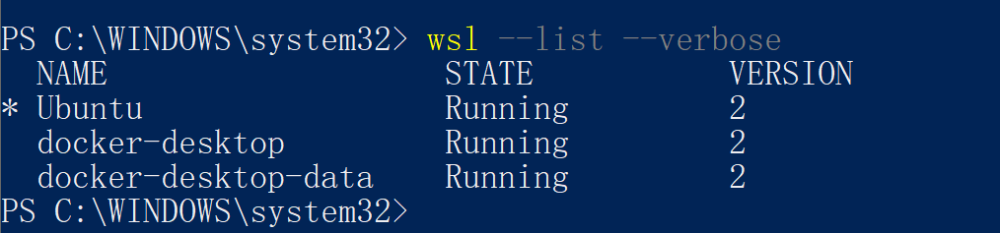 PS C:\WINDOWS\system32> wsl --list --verbose
  NAME                   STATE           VERSION
* Ubuntu                 Running         2
  docker-desktop         Running         2
  docker-desktop-data    Running         2
PS C:\WINDOWS\system32>